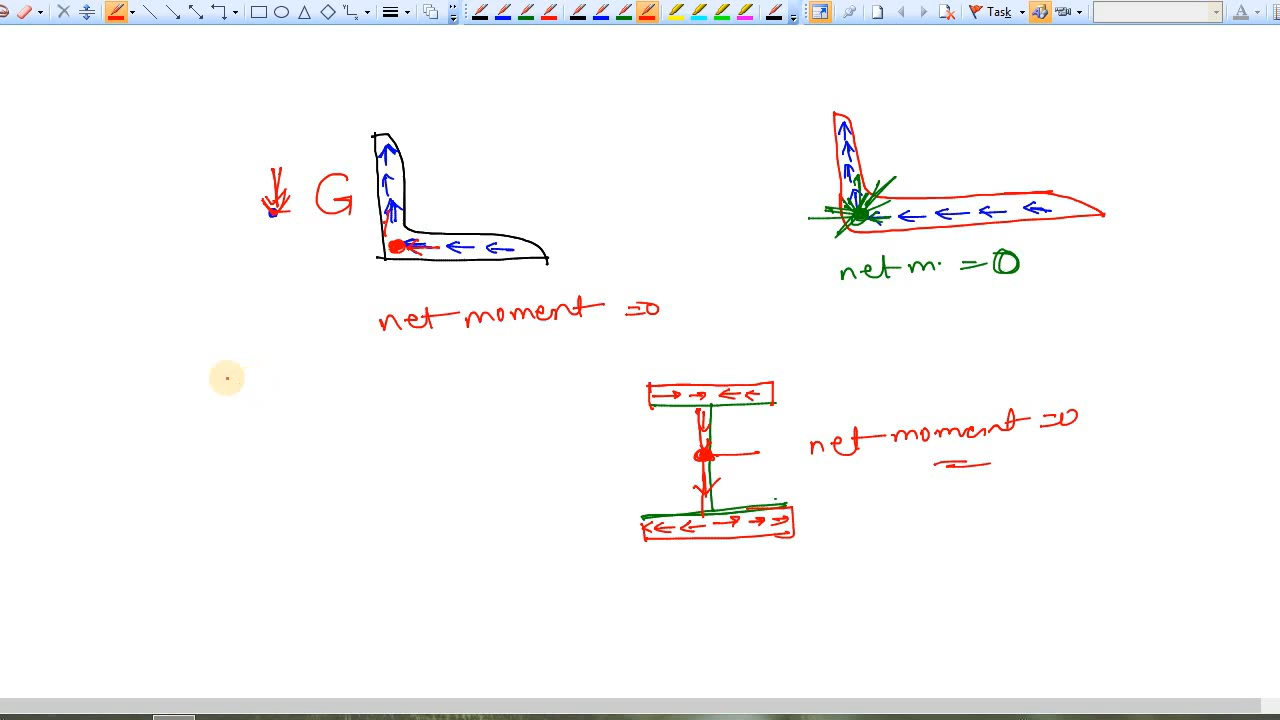 Task
A
G
net m. = 0
net moment = 0
net moment = 0